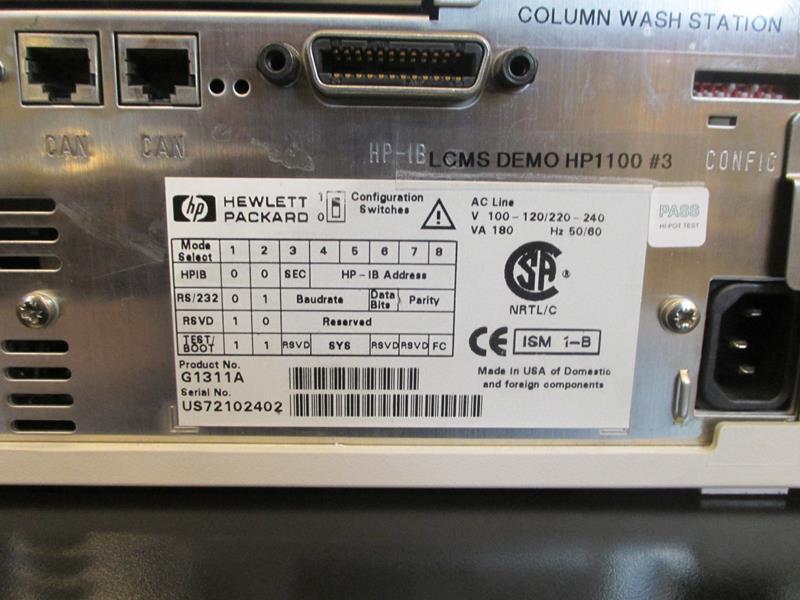 COLUMN WASH STATION
CAN
CAN
HP-IB
LCMS DEMO HP1100 #3
CONFIG
hp HEWLETT PACKARD
1
0
Configuration Switches
AC Line
V 100-120/220-240
VA 180 Hz 50/60
PASS
HI-POT TEST
Mode Select 1 2 3 4 5 6 7 8
HPIB 0 0 SEC HP-IB Address
RS/232 0 1 Baudrate Data Bits Parity
RSVD 1 0 Reserved
TEST/BOOT 1 1 RSVD SYS RSVD RSVD FC
SA ®
NRTL/C
CE ISM 1-B
Product No.
G1311A
Serial No.
US72102402
Made in USA of Domestic
and foreign components